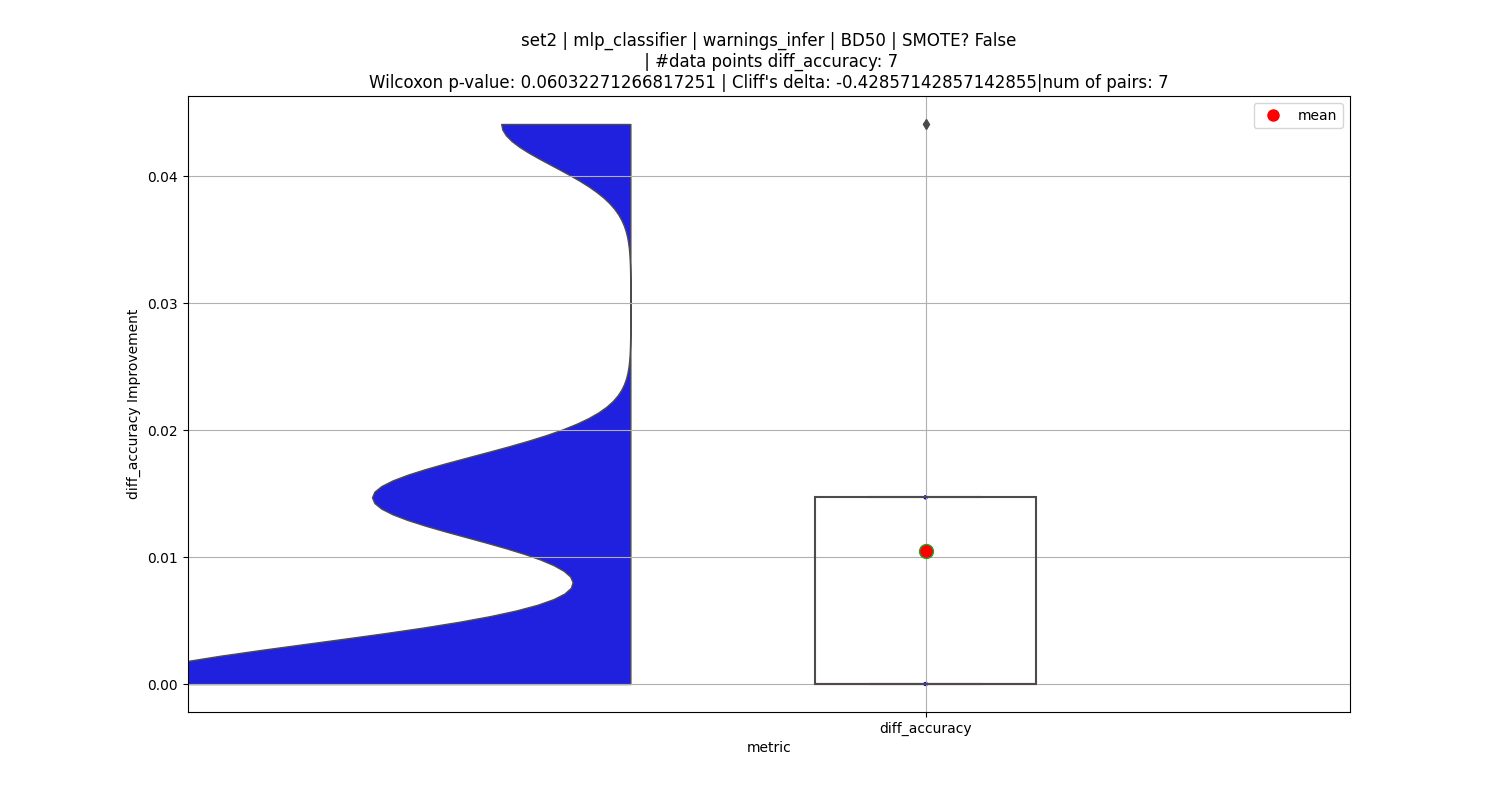 set2 | mlp_classifier | warnings_infer | BD50 | SMOTE? False
| #data points diff_accuracy: 7
Wilcoxon p-value: 0.06032271266817251 | Cliff's delta: -0.42857142857142855|num of pairs: 7
mean
0.04
0.03
0.02
0.01
0.00
diff_accuracy Improvement
diff_accuracy
metric